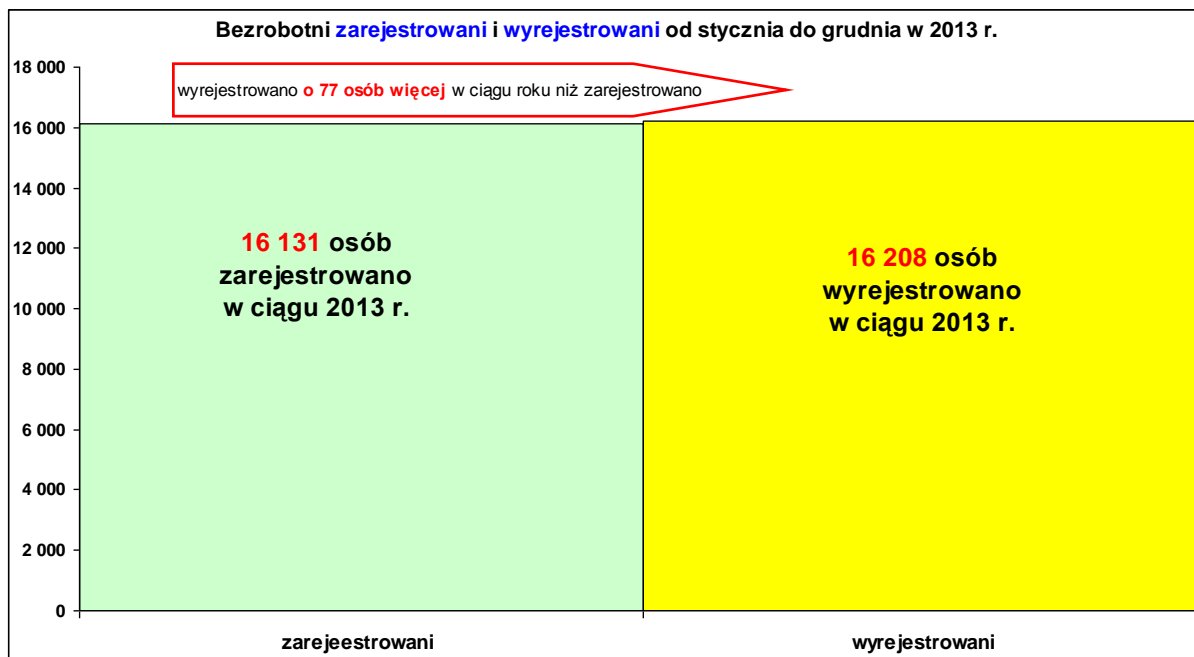 Bezrobotni zarejestrowani i wyrejestrowani od stycznia do grudnia w 2013 r.
18 000
wyrejestrowano o 77 osób więcej w ciągu roku niż zarejestrowano
16 000
14 000
12 000
10 000
8 000
6 000
4 000
2 000
0
16 131 osób
zarejestrowano
w ciągu 2013 r.
16 208 osób
wyrejestrowano
w ciągu 2013 r.
zarejeestrowani
wyrejestrowani